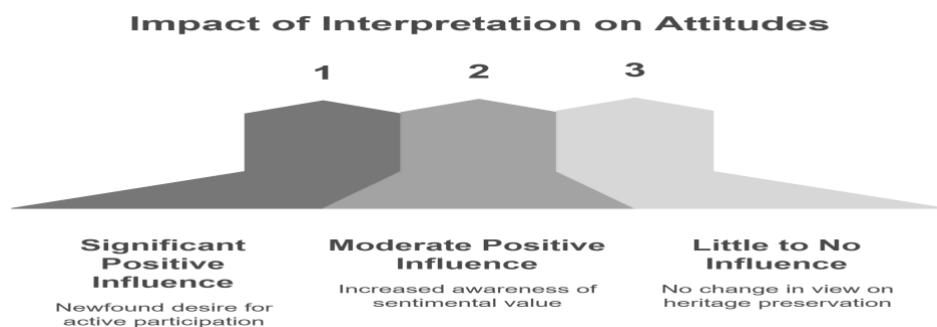 Impact of Interpretation on Attitudes
1
2
3
Significant
Positive
Influence
Newfound desire for
active participation
Moderate Positive
Influence
Increased awareness of
sentimental value
Little to No
Influence
No change in view on
heritage preservation